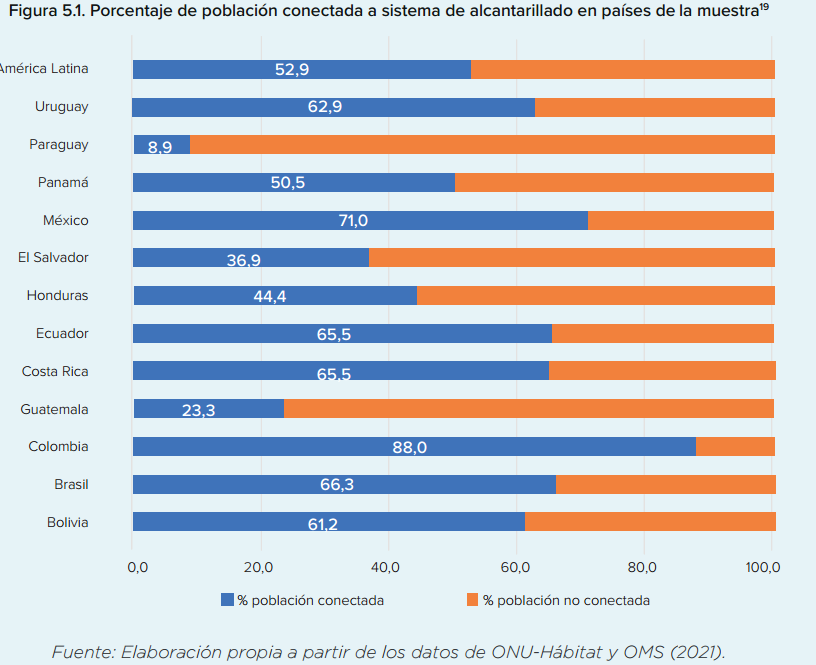 Figura 5.1. Porcentaje de población conectada a sistema de alcantarillado en países de la muestra¹⁹
América Latina 52,9
Uruguay 62,9
Paraguay 8,9
Panamá 50,5
México 71,0
El Salvador 36,9
Honduras 44,4
Ecuador 65,5
Costa Rica 65,5
Guatemala 23,3
Colombia 88,0
Brasil 66,3
Bolivia 61,2
0,0 20,0 40,0 60,0 80,0 100,0
% población conectada % población no conectada
Fuente: Elaboración propia a partir de los datos de ONU-Hábitat y OMS (2021).